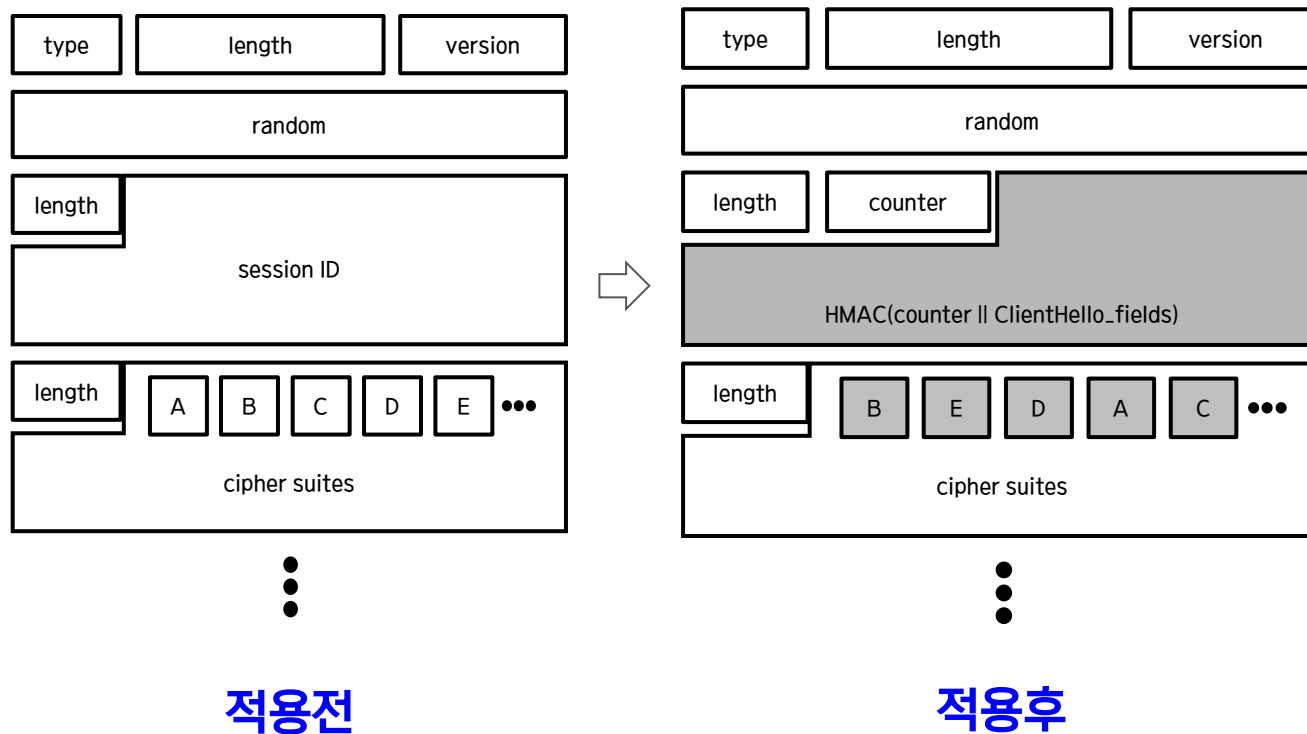 type length version
random
length
session ID
length A B C D E •••
cipher suites
적용전
type length version
random
length counter
HMAC(counter || ClientHello_fields)
length B E D A C •••
cipher suites
적용후